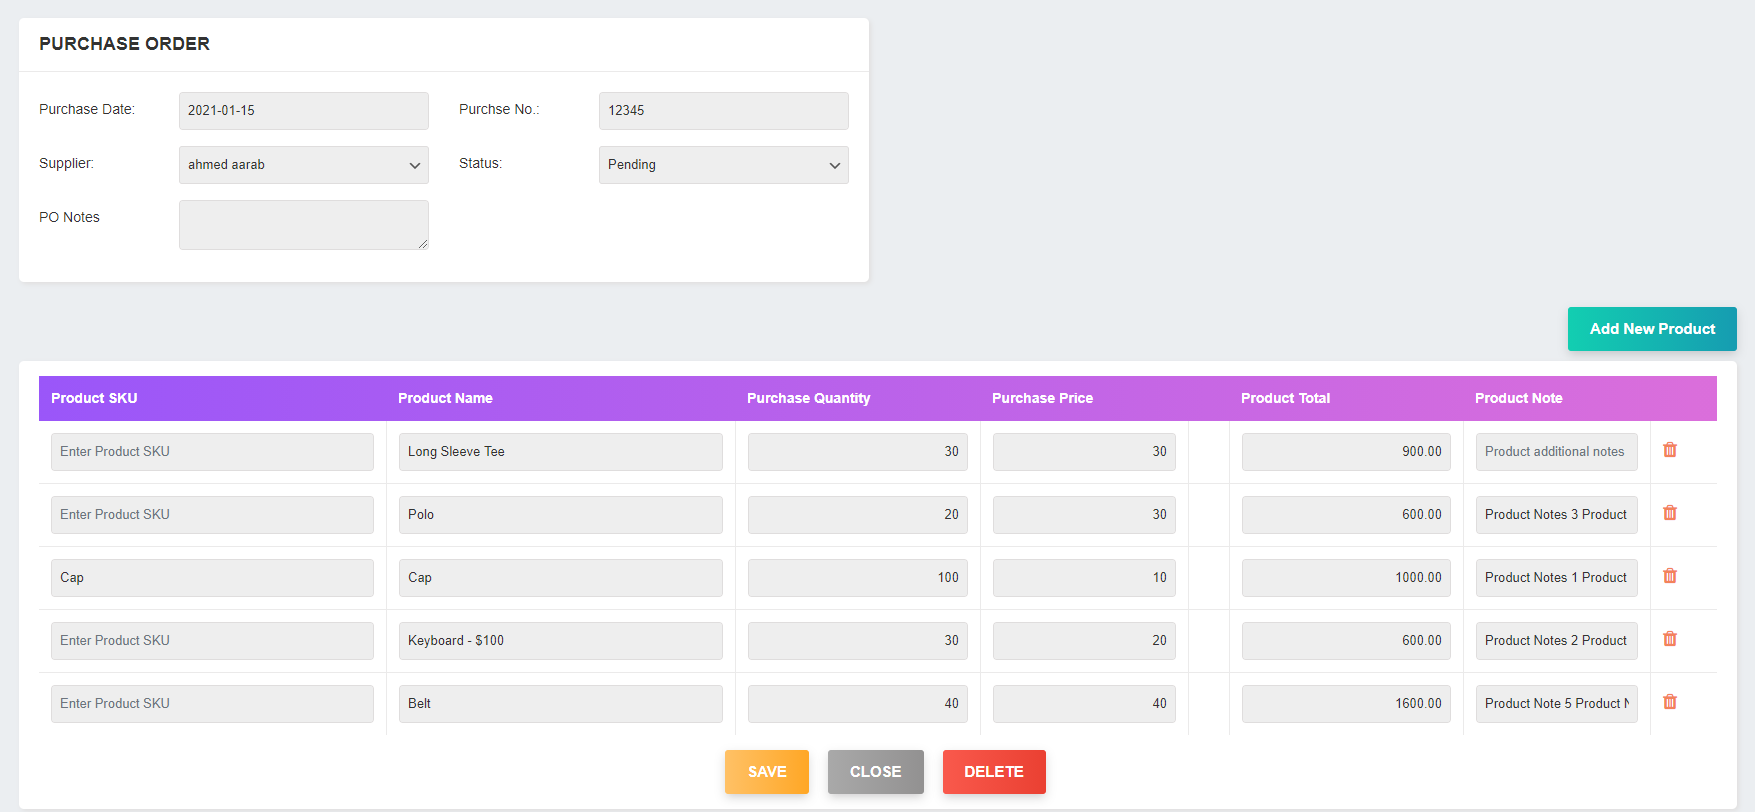 PURCHASE ORDER
Purchase Date: 2021-01-15 Purchse No.: 12345
Supplier: ahmed aarab Status: Pending
PO Notes
Add New Product
Product SKU Product Name Purchase Quantity Purchase Price Product Total Product Note
Enter Product SKU Long Sleeve Tee 30 30 900.00 Product additional notes
Enter Product SKU Polo 20 30 600.00 Product Notes 3 Product
Cap Cap 100 10 1000.00 Product Notes 1 Product
Enter Product SKU Keyboard - $100 30 20 600.00 Product Notes 2 Product
Enter Product SKU Belt 40 40 1600.00 Product Note 5 Product
SAVE CLOSE DELETE